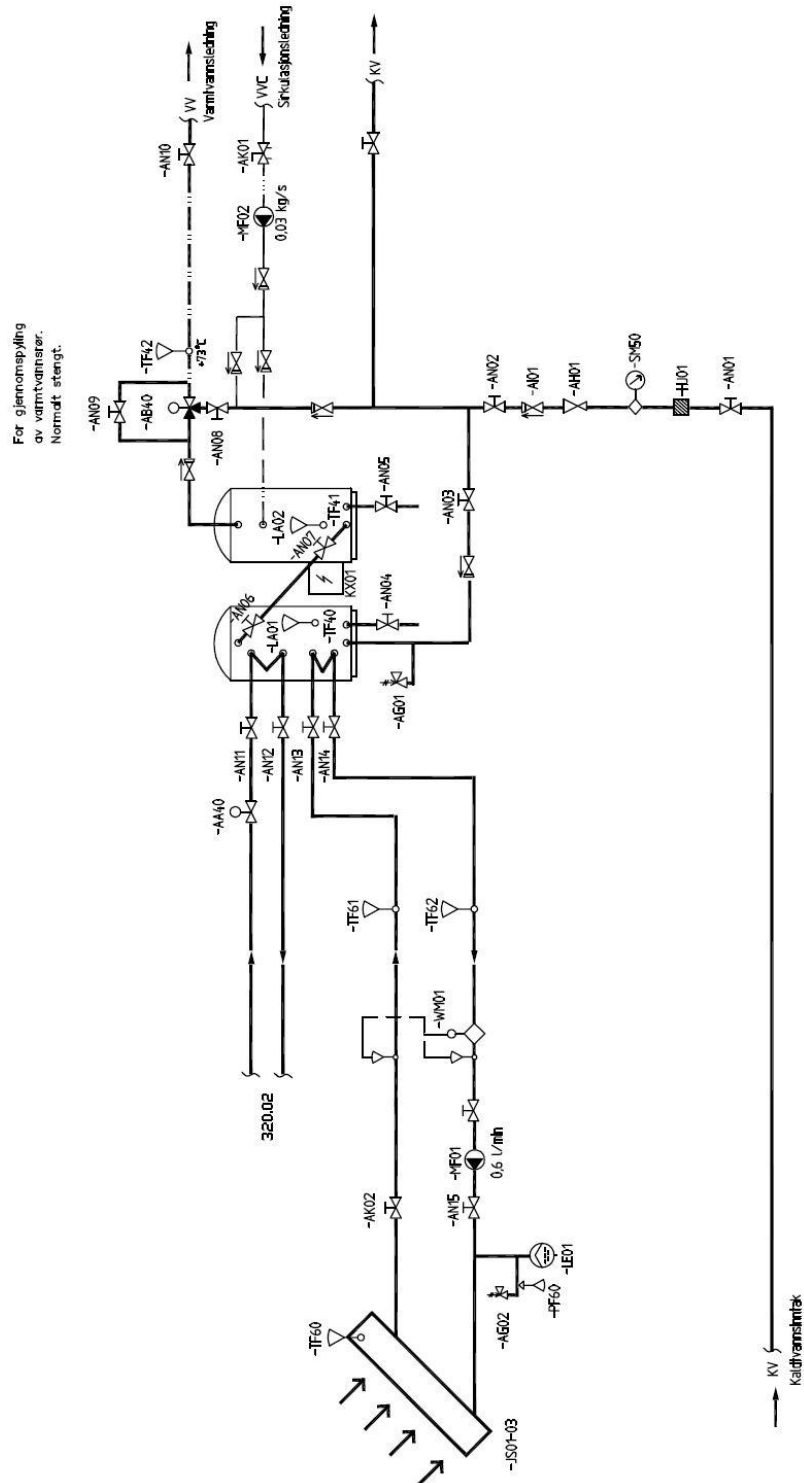 VV
Varmtvannsledning
VVC
Sirkulasjonsledning
KV
-AN10
-AK01
-MF02
0,03 kg/s
For gjennomspyling
av varmtvannsrør.
Normalt stengt.
-TF42
+73°C
-AN09
-AB40
-AN08
-AN02
-AI01
-AH01
-SM50
-HJ01
-AN01
-LA02
-TF41
-AN05
-AN07
KX01
-AN03
-AN06
-LA01
-TF40
-AN04
-AG01
-AN11
-AN12
-AN13
-AN14
-AA40
-TF61
-TF62
-WM01
320.02
-MF01
0,6 l/min
-AK02
-AN15
-LE01
-AG02
-PF60
-TF60
-JS01-03
KV
Kaldtvannsinntak